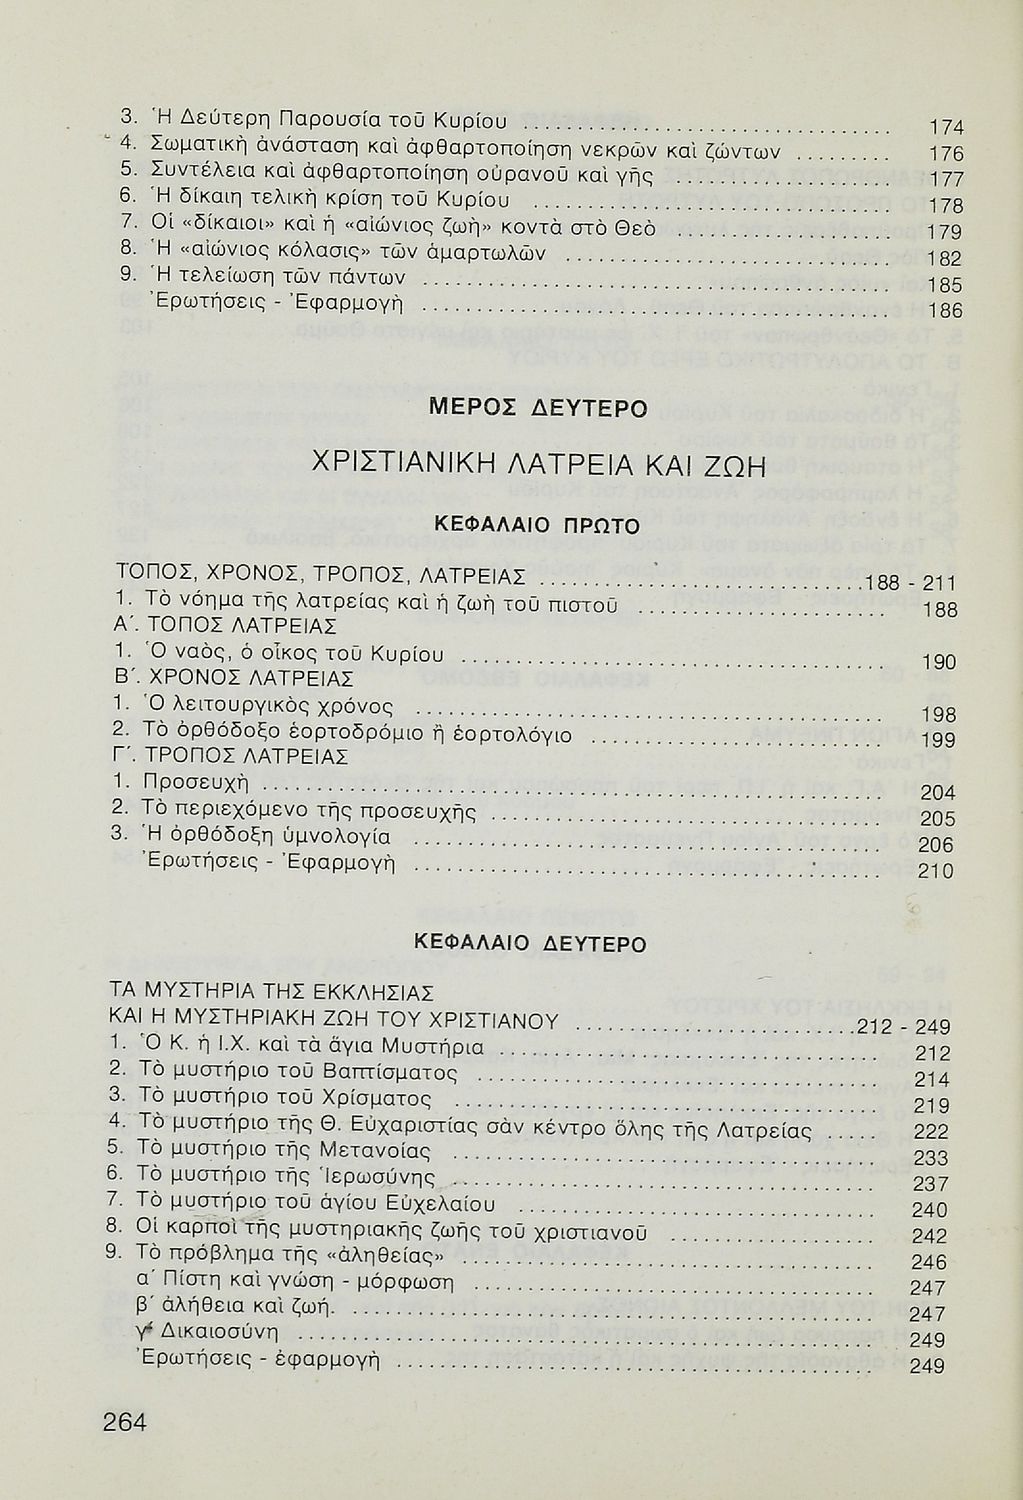 3. Ἡ Δεύτερη Παρουσία τοῦ Κυρίου ........ 174
4. Σωματικὴ ἀνάσταση καὶ ἀφθαρτοποίηση νεκρῶν καὶ ζώντων ........ 176
5. Συντέλεια καὶ ἀφθαρτοποίηση οὐρανοῦ καὶ γῆς ........ 177
6. Ἡ δίκαιη τελικὴ κρίση τοῦ Κυρίου ........ 178
7. Οἱ «δίκαιοι» καὶ ἡ «αἰώνιος ζωὴ» κοντὰ στὸ Θεὸ ........ 179
8. Ἡ «αἰώνιος κόλασις» τῶν ἁμαρτωλῶν ........ 182
9. Ἡ τελείωση τῶν πάντων ........ 185
Ἐρωτήσεις - Ἐφαρμογὴ ........ 186
ΜΕΡΟΣ ΔΕΥΤΕΡΟ
ΧΡΙΣΤΙΑΝΙΚΗ ΛΑΤΡΕΙΑ ΚΑΙ ΖΩΗ
ΚΕΦΑΛΑΙΟ ΠΡΩΤΟ
ΤΟΠΟΣ, ΧΡΟΝΟΣ, ΤΡΟΠΟΣ, ΛΑΤΡΕΙΑΣ ........ 188 - 211
1. Τὸ νόημα τῆς λατρείας καὶ ἡ ζωὴ τοῦ πιστοῦ ........ 188
Α΄. ΤΟΠΟΣ ΛΑΤΡΕΙΑΣ
1. Ὁ ναὸς, ὁ οἶκος τοῦ Κυρίου ........ 190
Β΄. ΧΡΟΝΟΣ ΛΑΤΡΕΙΑΣ
1. Ὁ λειτουργικὸς χρόνος ........ 198
2. Τὸ ὀρθόδοξο ἑορτοδρόμιο ἢ ἑορτολόγιο ........ 199
Γ΄. ΤΡΟΠΟΣ ΛΑΤΡΕΙΑΣ
1. Προσευχὴ ........ 204
2. Τὸ περιεχόμενο τῆς προσευχῆς ........ 205
3. Ἡ ὀρθόδοξη ὑμνολογία ........ 206
Ἐρωτήσεις - Ἐφαρμογὴ ........ 210
ΚΕΦΑΛΑΙΟ ΔΕΥΤΕΡΟ
ΤΑ ΜΥΣΤΗΡΙΑ ΤΗΣ ΕΚΚΛΗΣΙΑΣ
ΚΑΙ Η ΜΥΣΤΗΡΙΑΚΗ ΖΩΗ ΤΟΥ ΧΡΙΣΤΙΑΝΟΥ ........ 212 - 249
1. Ὁ Κ. ἡ Ι.Χ. καὶ τὰ ἅγια Μυστήρια ........ 212
2. Τὸ μυστήριο τοῦ Βαπτίσματος ........ 214
3. Τὸ μυστήριο τοῦ Χρίσματος ........ 219
4. Τὸ μυστήριο τῆς Θ. Εὐχαριστίας σὰν κέντρο ὅλης τῆς Λατρείας ..... 222
5. Τὸ μυστήριο τῆς Μετανοίας ........ 233
6. Τὸ μυστήριο τῆς Ἱερωσύνης ........ 237
7. Τὸ μυστήριο τοῦ ἁγίου Εὐχελαίου ........ 240
8. Οἱ καρποὶ τῆς μυστηριακῆς ζωῆς τοῦ χριστιανοῦ ........ 242
9. Τὸ πρόβλημα τῆς «ἀληθείας» ........ 246
α΄ Πίστη καὶ γνώση - μόρφωση ........ 247
β΄ ἀλήθεια καὶ ζωή. ........ 247
γ΄ Δικαιοσύνη ........ 249
Ἐρωτήσεις - ἐφαρμογὴ ........ 249
264